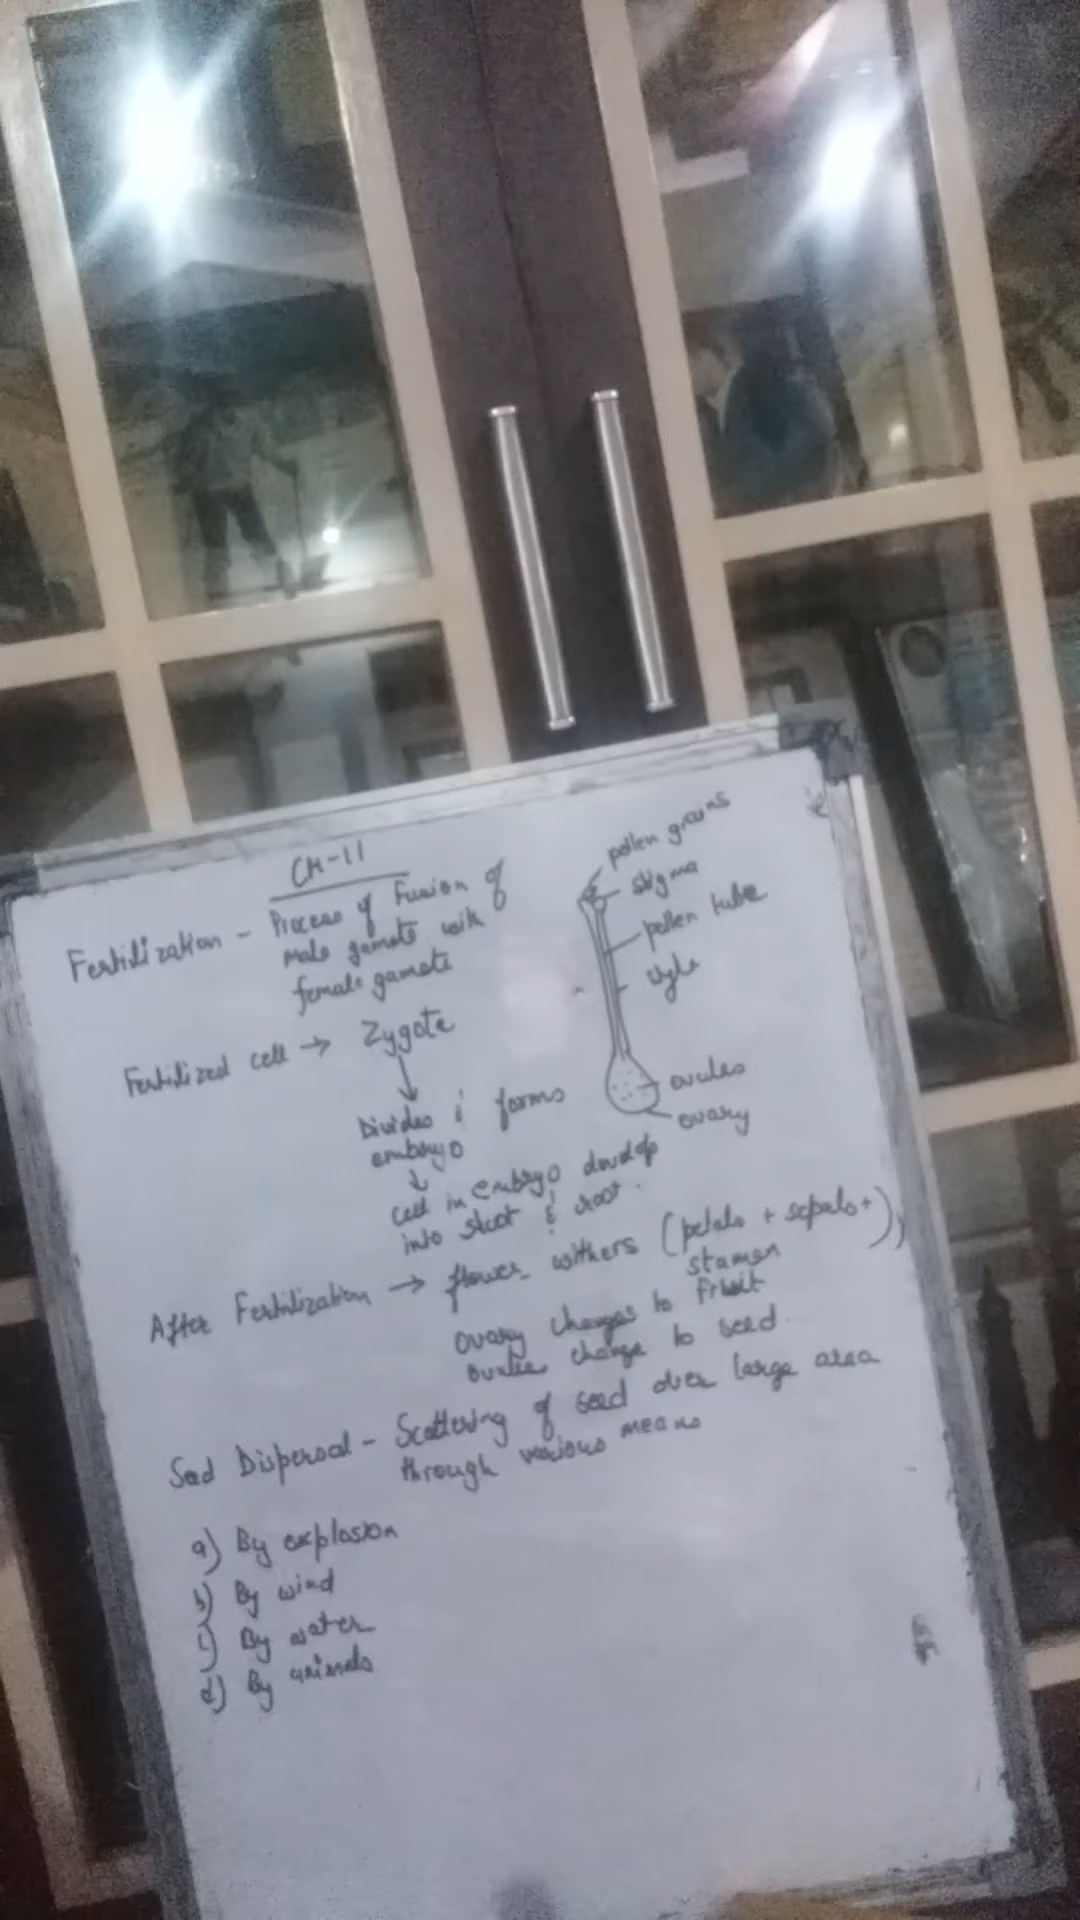 CH-11
Fertilization - Process of Fusion of
male gamete with
female gamete
pollen grains
stigma
pollen tube
style
ovules
ovary
Fertilized cell → Zygote
↓
Divides & forms
embryo
↓
cell in embryo develop
into shoot & root.
After Fertilization → flower withers (petals + sepals +
stamen),
ovary changes to fruit
ovules change to seed.
Seed Dispersal - Scattering of seed over large area
through various means
a) By explosion
b) By wind
c) By water
d) By animals